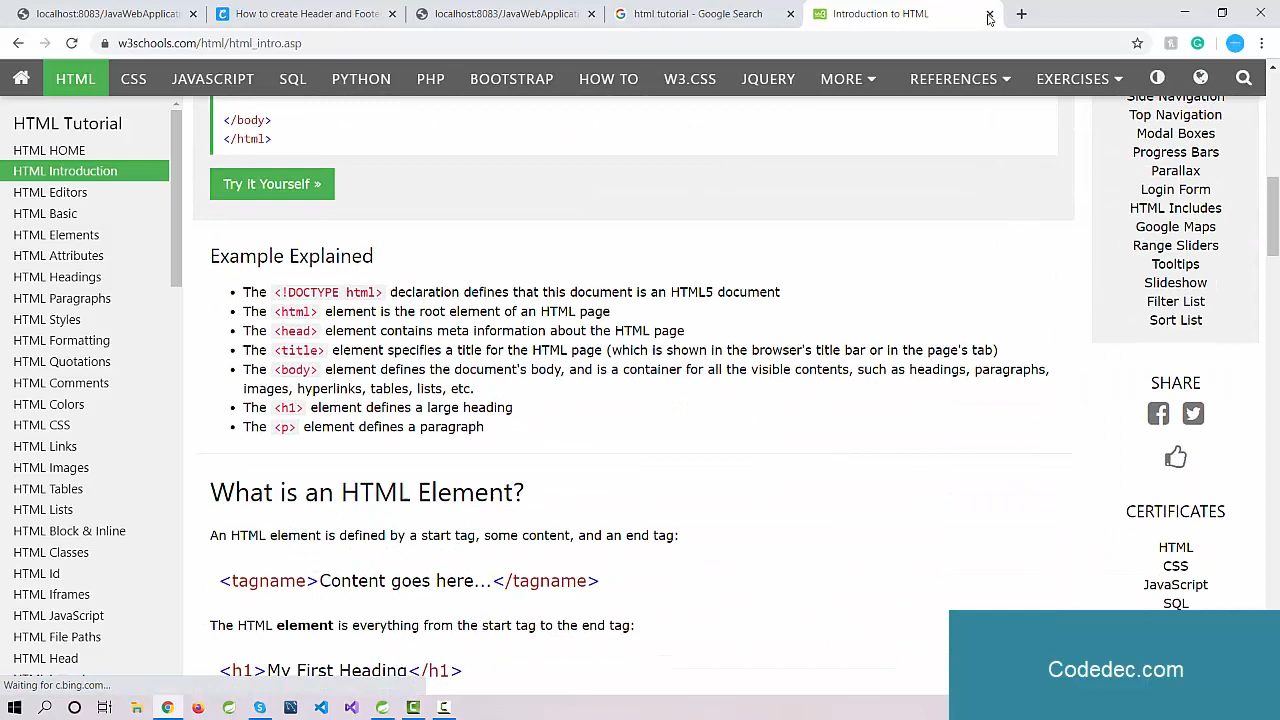 localhost:8083/JavaWebApplicati
How to create Header and Foote
localhost:8083/JavaWebApplicati
html tutorial - Google Search
Introduction to HTML
w3schools.com/html/html_intro.asp
HTML
CSS
JAVASCRIPT
SQL
PYTHON
PHP
BOOTSTRAP
HOW TO
W3.CSS
JQUERY
MORE
REFERENCES
EXERCISES
HTML Tutorial
HTML HOME
HTML Introduction
HTML Editors
HTML Basic
HTML Elements
HTML Attributes
HTML Headings
HTML Paragraphs
HTML Styles
HTML Formatting
HTML Quotations
HTML Comments
HTML Colors
HTML CSS
HTML Links
HTML Images
HTML Tables
HTML Lists
HTML Block & Inline
HTML Classes
HTML Id
HTML Iframes
HTML JavaScript
HTML File Paths
HTML Head
Waiting for c.bing.com...
</body>
</html>
Try it Yourself »
Example Explained
• The <!DOCTYPE html> declaration defines that this document is an HTML5 document
• The <html> element is the root element of an HTML page
• The <head> element contains meta information about the HTML page
• The <title> element specifies a title for the HTML page (which is shown in the browser's title bar or in the page's tab)
• The <body> element defines the document's body, and is a container for all the visible contents, such as headings, paragraphs,
images, hyperlinks, tables, lists, etc.
• The <h1> element defines a large heading
• The <p> element defines a paragraph
What is an HTML Element?
An HTML element is defined by a start tag, some content, and an end tag:
<tagname>Content goes here...</tagname>
The HTML element is everything from the start tag to the end tag:
<h1>My First Heading</h1>
Side Navigation
Top Navigation
Modal Boxes
Progress Bars
Parallax
Login Form
HTML Includes
Google Maps
Range Sliders
Tooltips
Slideshow
Filter List
Sort List
SHARE
CERTIFICATES
HTML
CSS
JavaScript
SQL
Codedec.com